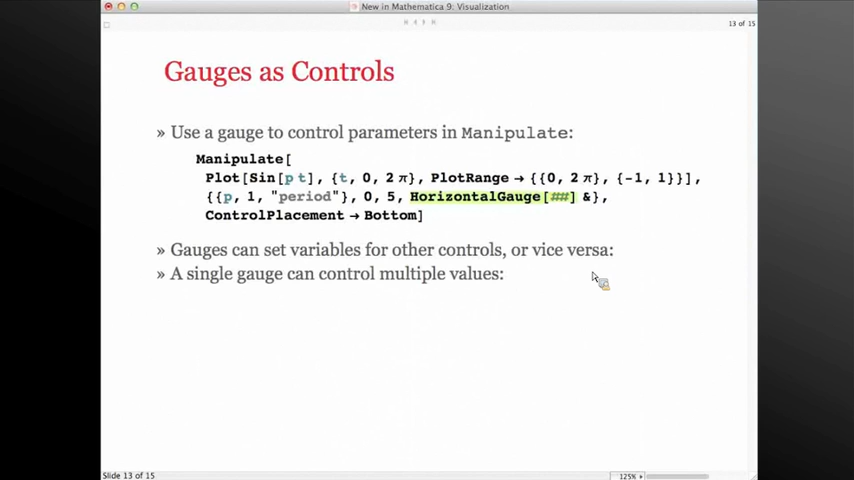 New in Mathematica 9: Visualization
13 of 15
Gauges as Controls
» Use a gauge to control parameters in Manipulate:
Manipulate[
Plot[Sin[p t], {t, 0, 2 π}, PlotRange → {{0, 2 π}, {-1, 1}}],
{{p, 1, "period"}, 0, 5, HorizontalGauge[##] &},
ControlPlacement → Bottom]
» Gauges can set variables for other controls, or vice versa:
» A single gauge can control multiple values:
Slide 13 of 15
125%